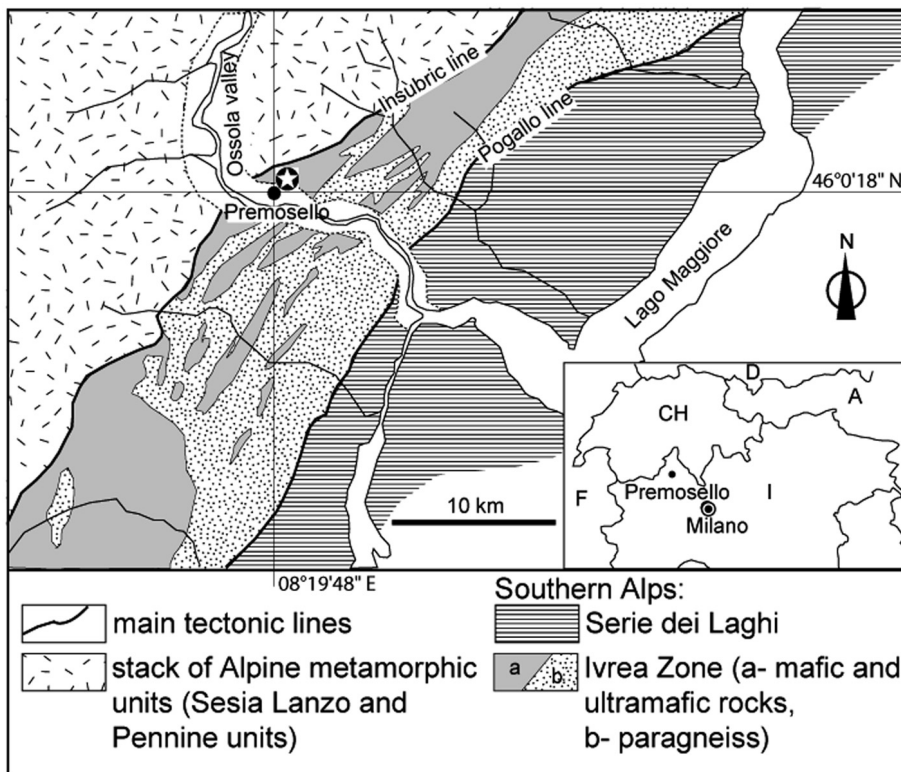 Ossola valley
Insubric line
Pogallo line
Premosello
46°0'18" N
N
Lago Maggiore
10 km
08°19'48" E
D
A
CH
F
Premosello
I
Milano
main tectonic lines
stack of Alpine metamorphic
units (Sesia Lanzo and
Pennine units)
Southern Alps:
Serie dei Laghi
a
b
Ivrea Zone (a- mafic and
ultramafic rocks,
b- paragneiss)